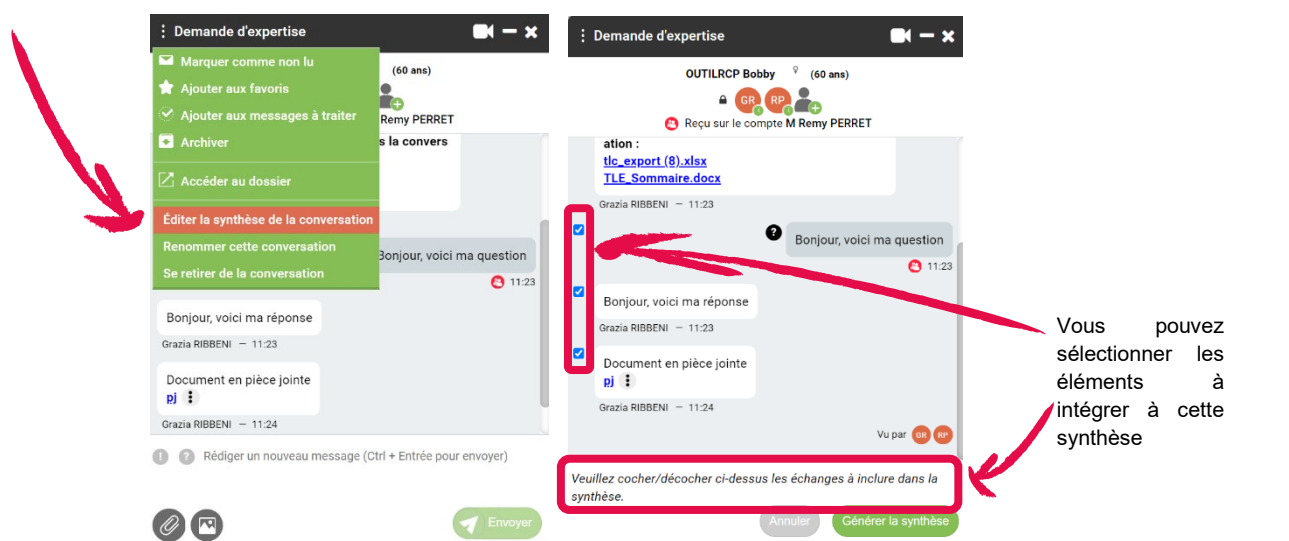 Demande d'expertise
Marquer comme non lu
Ajouter aux favoris
Ajouter aux messages à traiter
Archiver
Accéder au dossier
Éditer la synthèse de la conversation
Renommer cette conversation
Se retirer de la conversation
(60 ans)
Remy PERRET
s la convers
Bonjour, voici ma question
11:23
Bonjour, voici ma réponse
Grazia RIBBENI — 11:23
Document en pièce jointe
pj
Grazia RIBBENI — 11:24
! ? Rédiger un nouveau message (Ctrl + Entrée pour envoyer)
Envoyer
Demande d'expertise
OUTILRCP Bobby ♀ (60 ans)
GR RP
Reçu sur le compte M Remy PERRET
ation :
tlc_export (8).xlsx
TLE_Sommaire.docx
Grazia RIBBENI — 11:23
? Bonjour, voici ma question
11:23
Bonjour, voici ma réponse
Grazia RIBBENI — 11:23
Document en pièce jointe
pj
Grazia RIBBENI — 11:24
Vu par GR RP
Veuillez cocher/décocher ci-dessus les échanges à inclure dans la
synthèse.
Annuler Générer la synthèse
Vous pouvez
sélectionner les
éléments à
intégrer à cette
synthèse